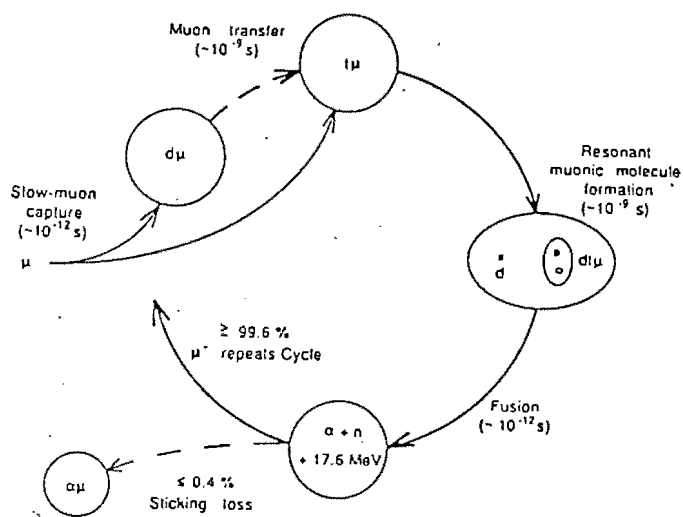 Muon transfer
(~10⁻⁹ s)
tμ
dμ
Slow-muon
capture
(~10⁻¹² s)
μ
Resonant
muonic molecule
formation
(~10⁻⁹ s)
d
dtμ
≥ 99.6 %
μ⁻ repeats Cycle
Fusion
(~ 10⁻¹² s)
α + n
+ 17.6 MeV
αμ
≤ 0.4 %
Sticking loss